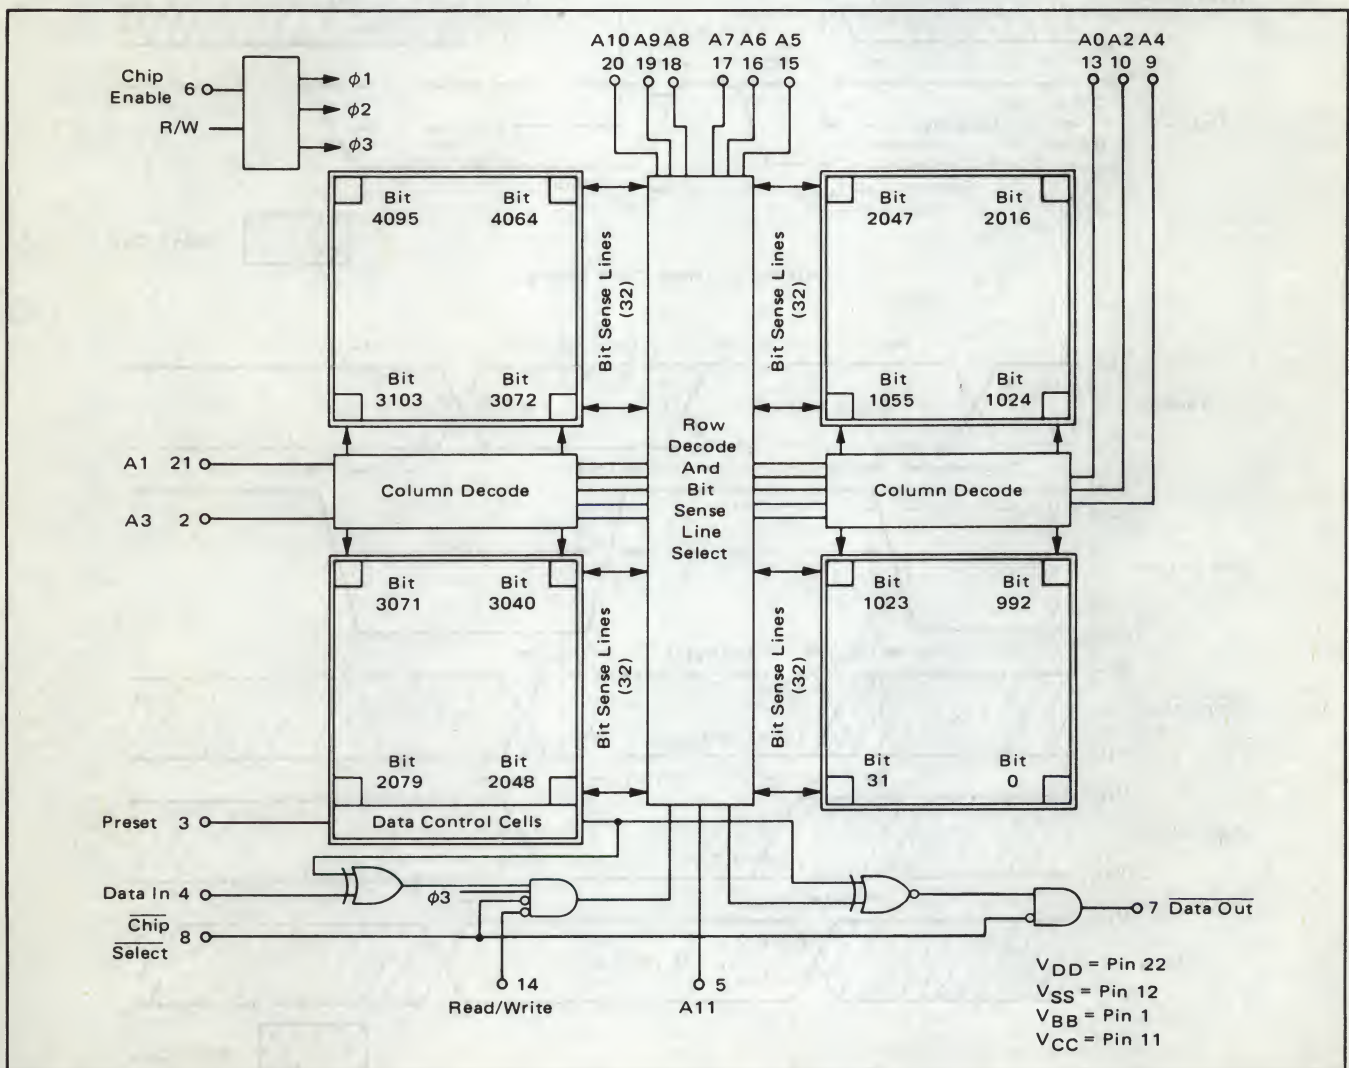 A10 A9 A8 A7 A6 A5 A0 A2 A4
20 19 18 17 16 15 13 10 9
Chip
Enable 6
R/W
ϕ1
ϕ2
ϕ3
Bit
4095
Bit
4064
Bit
3103
Bit
3072
Bit Sense Lines
(32)
Bit Sense Lines
(32)
Bit
2047
Bit
2016
Bit
1055
Bit
1024
Row
Decode
And
Bit
Sense
Line
Select
A1 21
A3 2
Column Decode
Column Decode
Bit
3071
Bit
3040
Bit
2079
Bit
2048
Bit Sense Lines
(32)
Bit Sense Lines
(32)
Bit
1023
Bit
992
Bit
31
Bit
0
Preset 3
Data Control Cells
Data In 4
ϕ3
Chip
Select 8
7 Data Out
14
Read/Write
5
A11
VDD = Pin 22
VSS = Pin 12
VBB = Pin 1
VCC = Pin 11